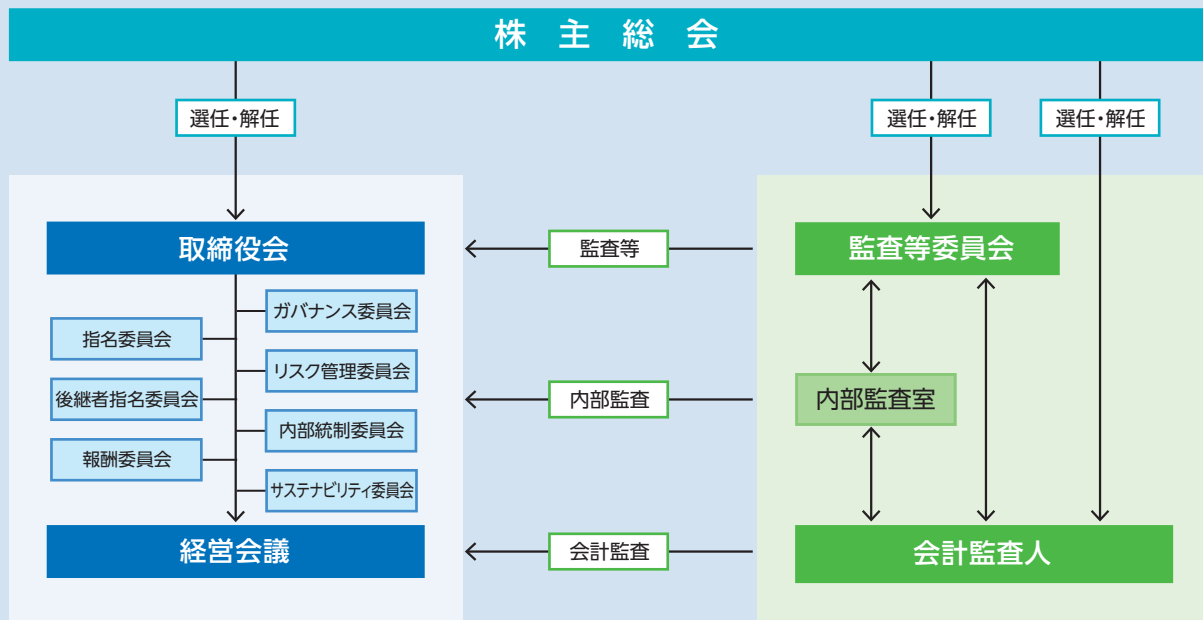 株主総会
選任・解任
選任・解任
選任・解任
取締役会
監査等
監査等委員会
ガバナンス委員会
指名委員会
リスク管理委員会
後継者指名委員会
内部監査
内部監査室
内部統制委員会
報酬委員会
サステナビリティ委員会
経営会議
会計監査
会計監査人